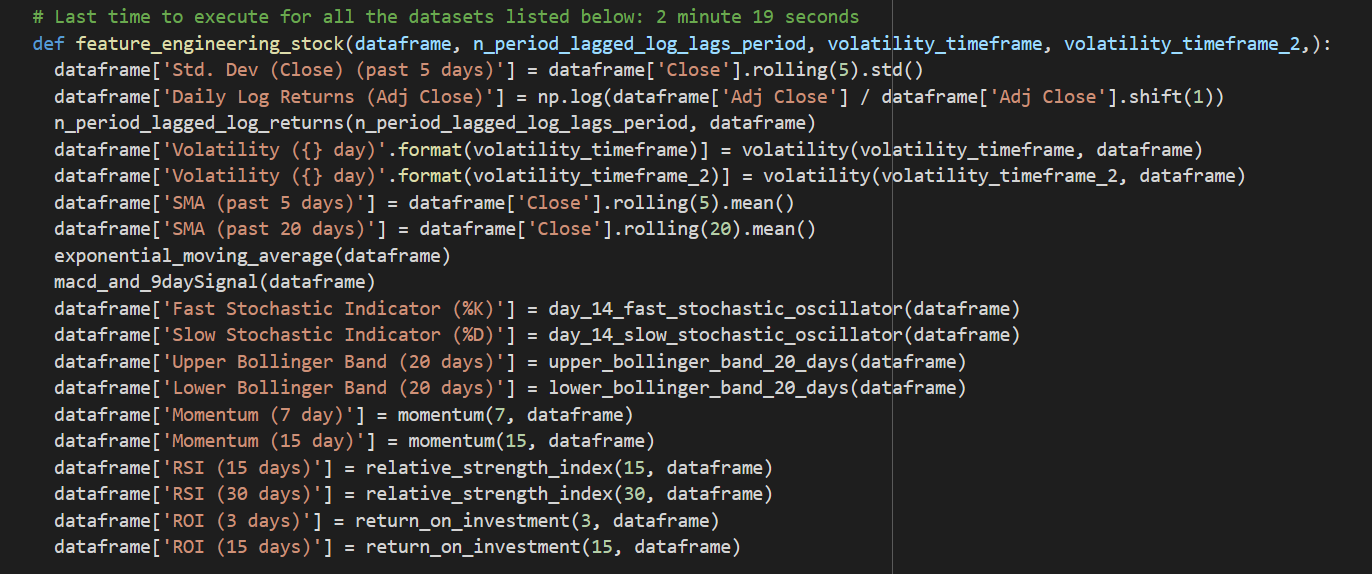 # Last time to execute for all the datasets listed below: 2 minute 19 seconds
def feature_engineering_stock(dataframe, n_period_lagged_log_lags_period, volatility_timeframe, volatility_timeframe_2,):
  dataframe['Std. Dev (Close) (past 5 days)'] = dataframe['Close'].rolling(5).std()
  dataframe['Daily Log Returns (Adj Close)'] = np.log(dataframe['Adj Close'] / dataframe['Adj Close'].shift(1))
  n_period_lagged_log_returns(n_period_lagged_log_lags_period, dataframe)
  dataframe['Volatility ({} day)'.format(volatility_timeframe)] = volatility(volatility_timeframe, dataframe)
  dataframe['Volatility ({} day)'.format(volatility_timeframe_2)] = volatility(volatility_timeframe_2, dataframe)
  dataframe['SMA (past 5 days)'] = dataframe['Close'].rolling(5).mean()
  dataframe['SMA (past 20 days)'] = dataframe['Close'].rolling(20).mean()
  exponential_moving_average(dataframe)
  macd_and_9daySignal(dataframe)
  dataframe['Fast Stochastic Indicator (%K)'] = day_14_fast_stochastic_oscillator(dataframe)
  dataframe['Slow Stochastic Indicator (%D)'] = day_14_slow_stochastic_oscillator(dataframe)
  dataframe['Upper Bollinger Band (20 days)'] = upper_bollinger_band_20_days(dataframe)
  dataframe['Lower Bollinger Band (20 days)'] = lower_bollinger_band_20_days(dataframe)
  dataframe['Momentum (7 day)'] = momentum(7, dataframe)
  dataframe['Momentum (15 day)'] = momentum(15, dataframe)
  dataframe['RSI (15 days)'] = relative_strength_index(15, dataframe)
  dataframe['RSI (30 days)'] = relative_strength_index(30, dataframe)
  dataframe['ROI (3 days)'] = return_on_investment(3, dataframe)
  dataframe['ROI (15 days)'] = return_on_investment(15, dataframe)